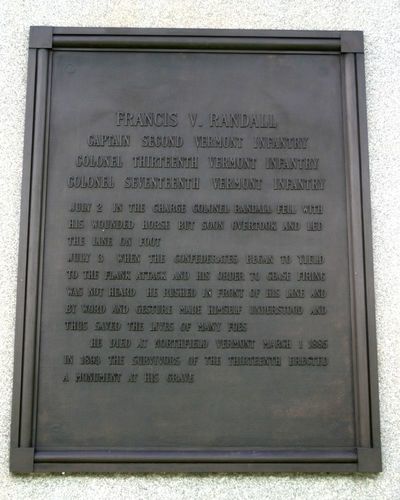 FRANCIS V. RANDALL
CAPTAIN SECOND VERMONT INFANTRY
COLONEL THIRTEENTH VERMONT INFANTRY
COLONEL SEVENTEENTH VERMONT INFANTRY
JULY 2 IN THE CHARGE COLONEL RANDALL FELL WITH
HIS WOUNDED HORSE BUT SOON OVERTOOK AND LED
THE LINE ON FOOT
JULY 3 WHEN THE CONFEDERATES BEGAN TO YIELD
TO THE FLANK ATTACK AND HIS ORDER TO CEASE FIRING
WAS NOT HEARD HE RUSHED IN FRONT OF HIS LINE AND
BY WORD AND GESTURE MADE HIMSELF UNDERSTOOD AND
THUS SAVED THE LIVES OF MANY FOES
HE DIED AT NORTHFIELD VERMONT MARCH 1 1885
IN 1893 THE SURVIVORS OF THE THIRTEENTH ERECTED
A MONUMENT AT HIS GRAVE